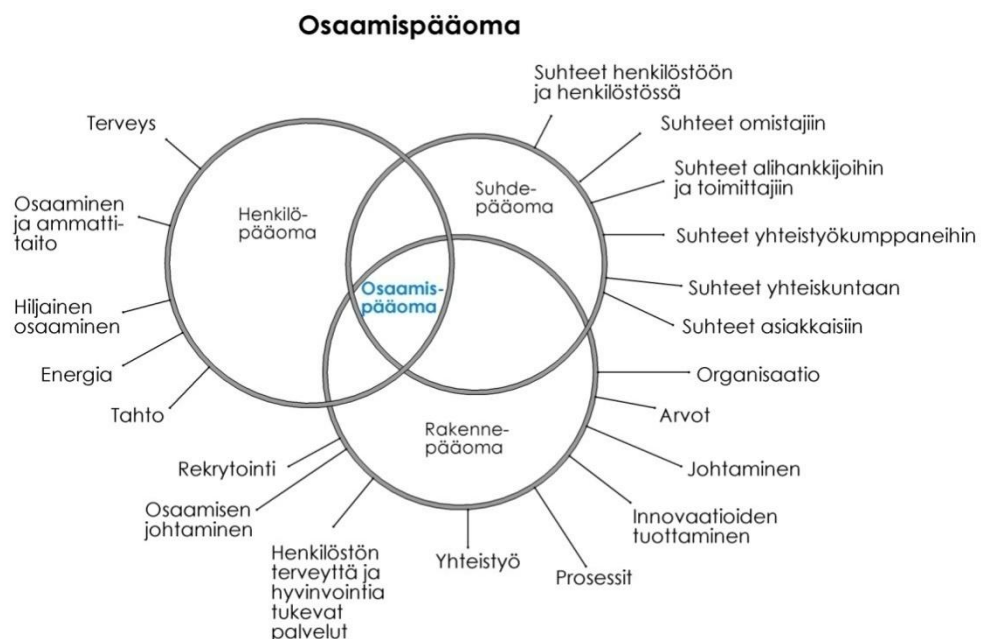 Osaamispääoma
Terveys
Osaaminen
ja ammatti-
taito
Hiljainen
osaaminen
Energia
Tahto
Henkilö-
pääoma
Suhde-
pääoma
Osaamis-
pääoma
Rakenne-
pääoma
Suhteet henkilöstöön
ja henkilöstössä
Suhteet omistajiin
Suhteet alihankkijoihin
ja toimittajiin
Suhteet yhteistyökumppaneihin
Suhteet yhteiskuntaan
Suhteet asiakkaisiin
Organisaatio
Arvot
Johtaminen
Innovaatioiden
tuottaminen
Prosessit
Yhteistyö
Henkilöstön
terveyttä ja
hyvinvointia
tukevat
palvelut
Osaamisen
johtaminen
Rekrytointi